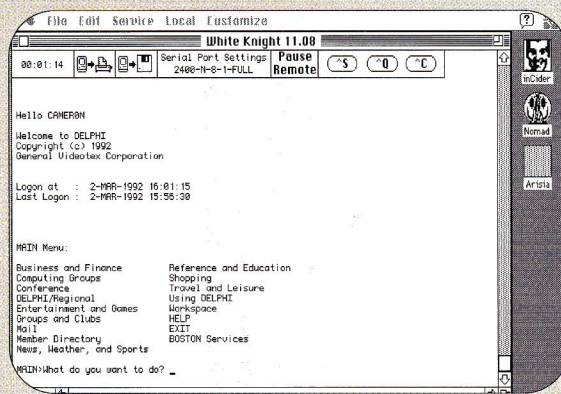 File Edit Service Local Customize
White Knight 11.08
00:01:14 Serial Port Settings 2400-N-8-1-FULL Pause Remote ^S ^Q ^C
Hello CAMERON
Welcome to DELPHI
Copyright (c) 1992
General Videotex Corporation
Logon at : 2-MAR-1992 16:01:15
Last Logon : 2-MAR-1992 15:56:30
MAIN Menu:
Business and Finance Reference and Education
Computing Groups Shopping
Conference Travel and Leisure
DELPHI/Regional Using DELPHI
Entertainment and Games Workspace
Groups and Clubs HELP
Mail EXIT
Member Directory BOSTON Services
News, Weather, and Sports
MAIN>What do you want to do? _
inCider
Nomad
Arisia